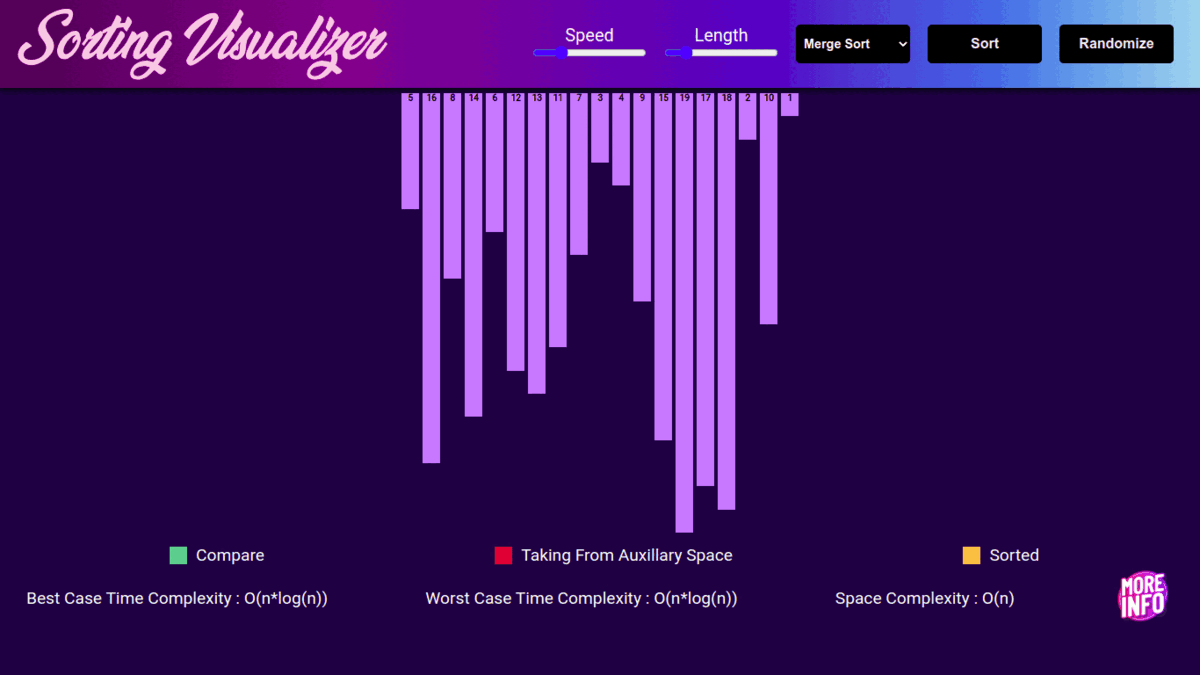 Sorting Visualizer
Speed
Length
Merge Sort
Sort
Randomize
5 16 8 14 6 12 13 11 7 3 4 9 15 19 17 18 2 10 1
Compare
Taking From Auxillary Space
Sorted
Best Case Time Complexity : O(n*log(n))
Worst Case Time Complexity : O(n*log(n))
Space Complexity : O(n)
MORE
INFO